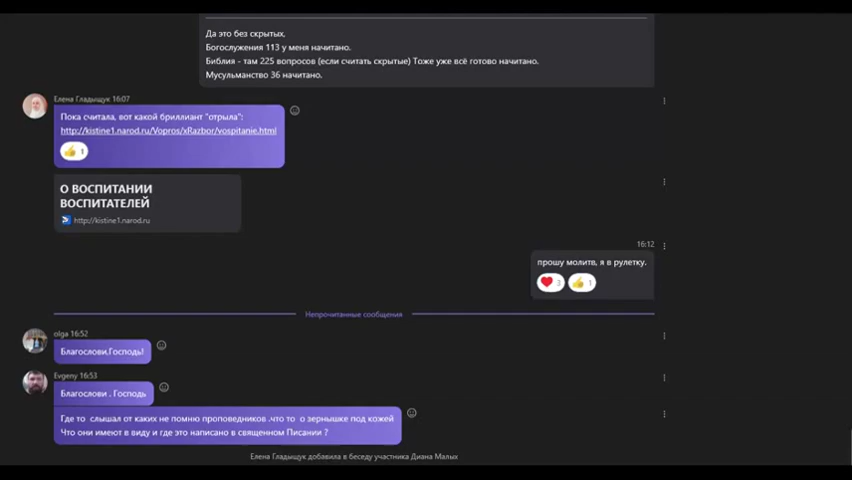 Да это без скрытых,
Богослужения 113 у меня начитано.
Библия - там 225 вопросов (если считать скрытые) Тоже уже всё готово начитано.
Мусульманство 36 начитано.
Елена Гладыщук 16:07
Пока считала, вот какой бриллиант "отрыла":
http://kistine1.narod.ru/Vopros/xRazbor/vospitanie.html
1
О ВОСПИТАНИИ
ВОСПИТАТЕЛЕЙ
http://kistine1.narod.ru
16:12
прошу молитв, я в рулетку.
3 1
Непрочитанные сообщения
olga 16:52
Благослови,Господь!
Evgeny 16:53
Благослови . Господь
Где то слышал от каких не помню проповедников .что то о зернышке под кожей
Что они имеют в виду и где это написано в священном Писании ?
Елена Гладыщук добавила в беседу участника Диана Малых